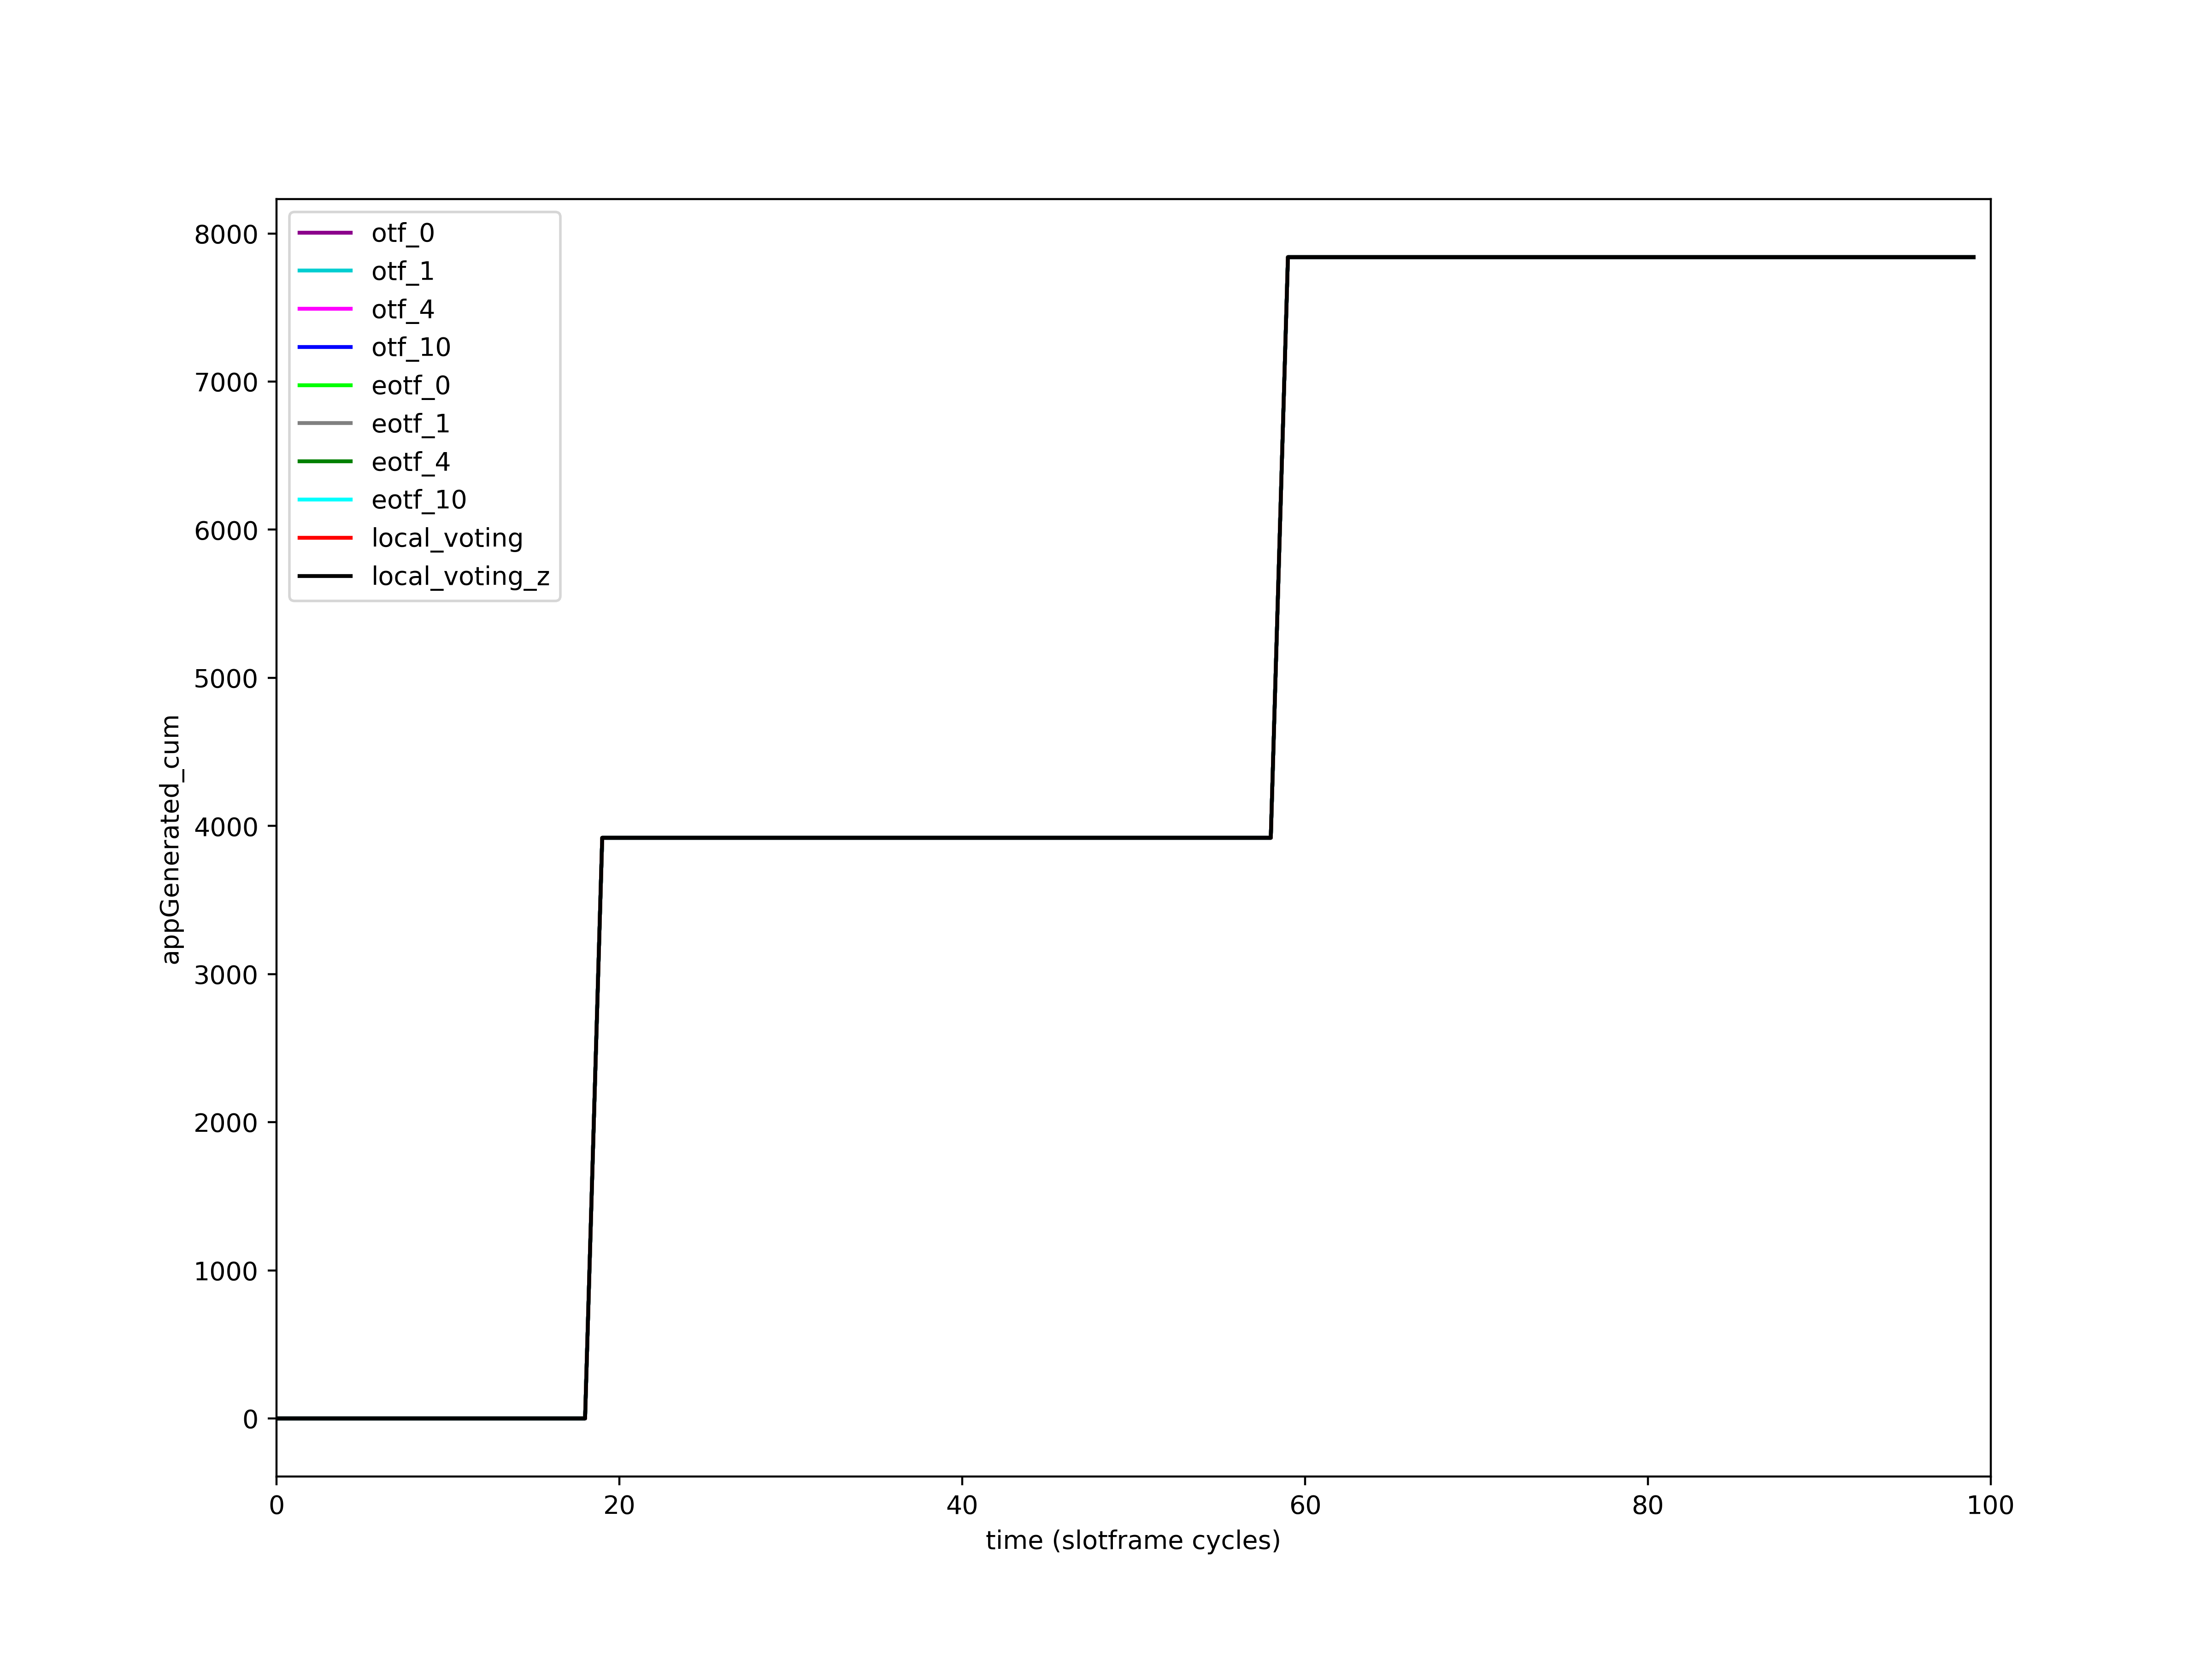 8000
7000
6000
5000
4000
3000
2000
1000
0
appGenerated_cum
otf_0
otf_1
otf_4
otf_10
eotf_0
eotf_1
eotf_4
eotf_10
local_voting
local_voting_z
0 20 40 60 80 100
time (slotframe cycles)